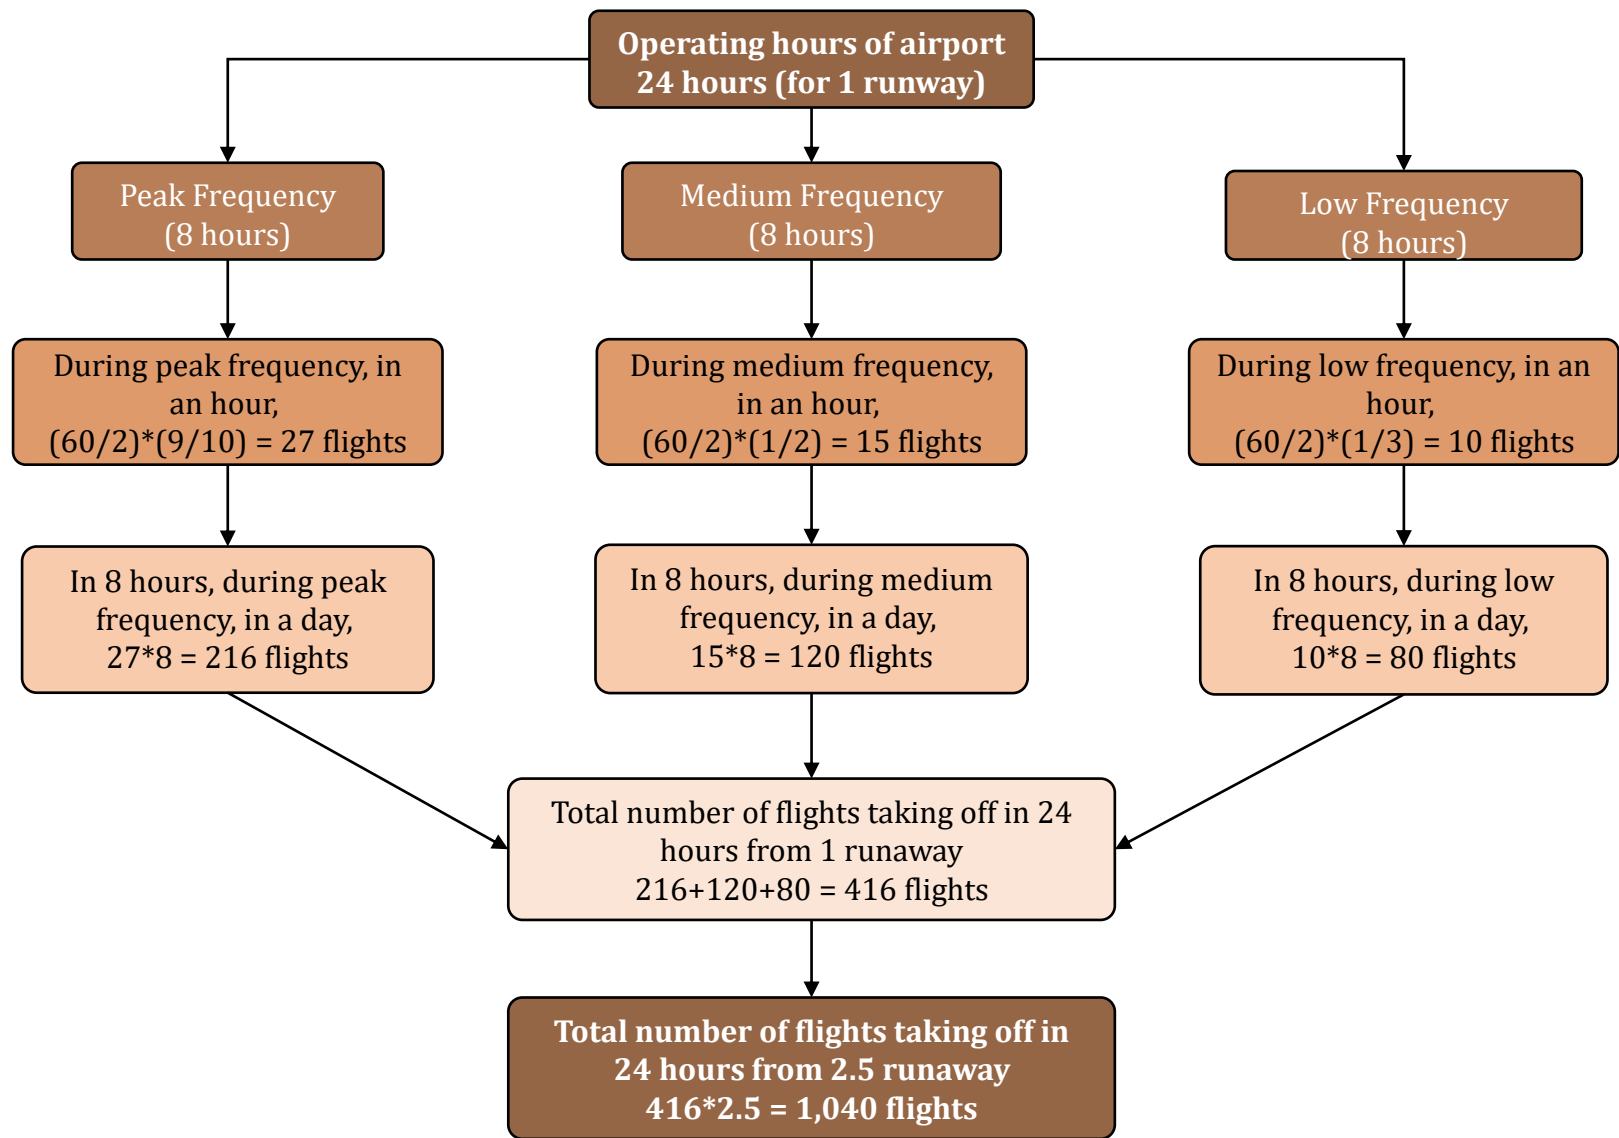 Operating hours of airport
24 hours (for 1 runway)
Peak Frequency
(8 hours)
Medium Frequency
(8 hours)
Low Frequency
(8 hours)
During peak frequency, in
an hour,
(60/2)*(9/10) = 27 flights
During medium frequency,
in an hour,
(60/2)*(1/2) = 15 flights
During low frequency, in an
hour,
(60/2)*(1/3) = 10 flights
In 8 hours, during peak
frequency, in a day,
27*8 = 216 flights
In 8 hours, during medium
frequency, in a day,
15*8 = 120 flights
In 8 hours, during low
frequency, in a day,
10*8 = 80 flights
Total number of flights taking off in 24
hours from 1 runaway
216+120+80 = 416 flights
Total number of flights taking off in
24 hours from 2.5 runaway
416*2.5 = 1,040 flights